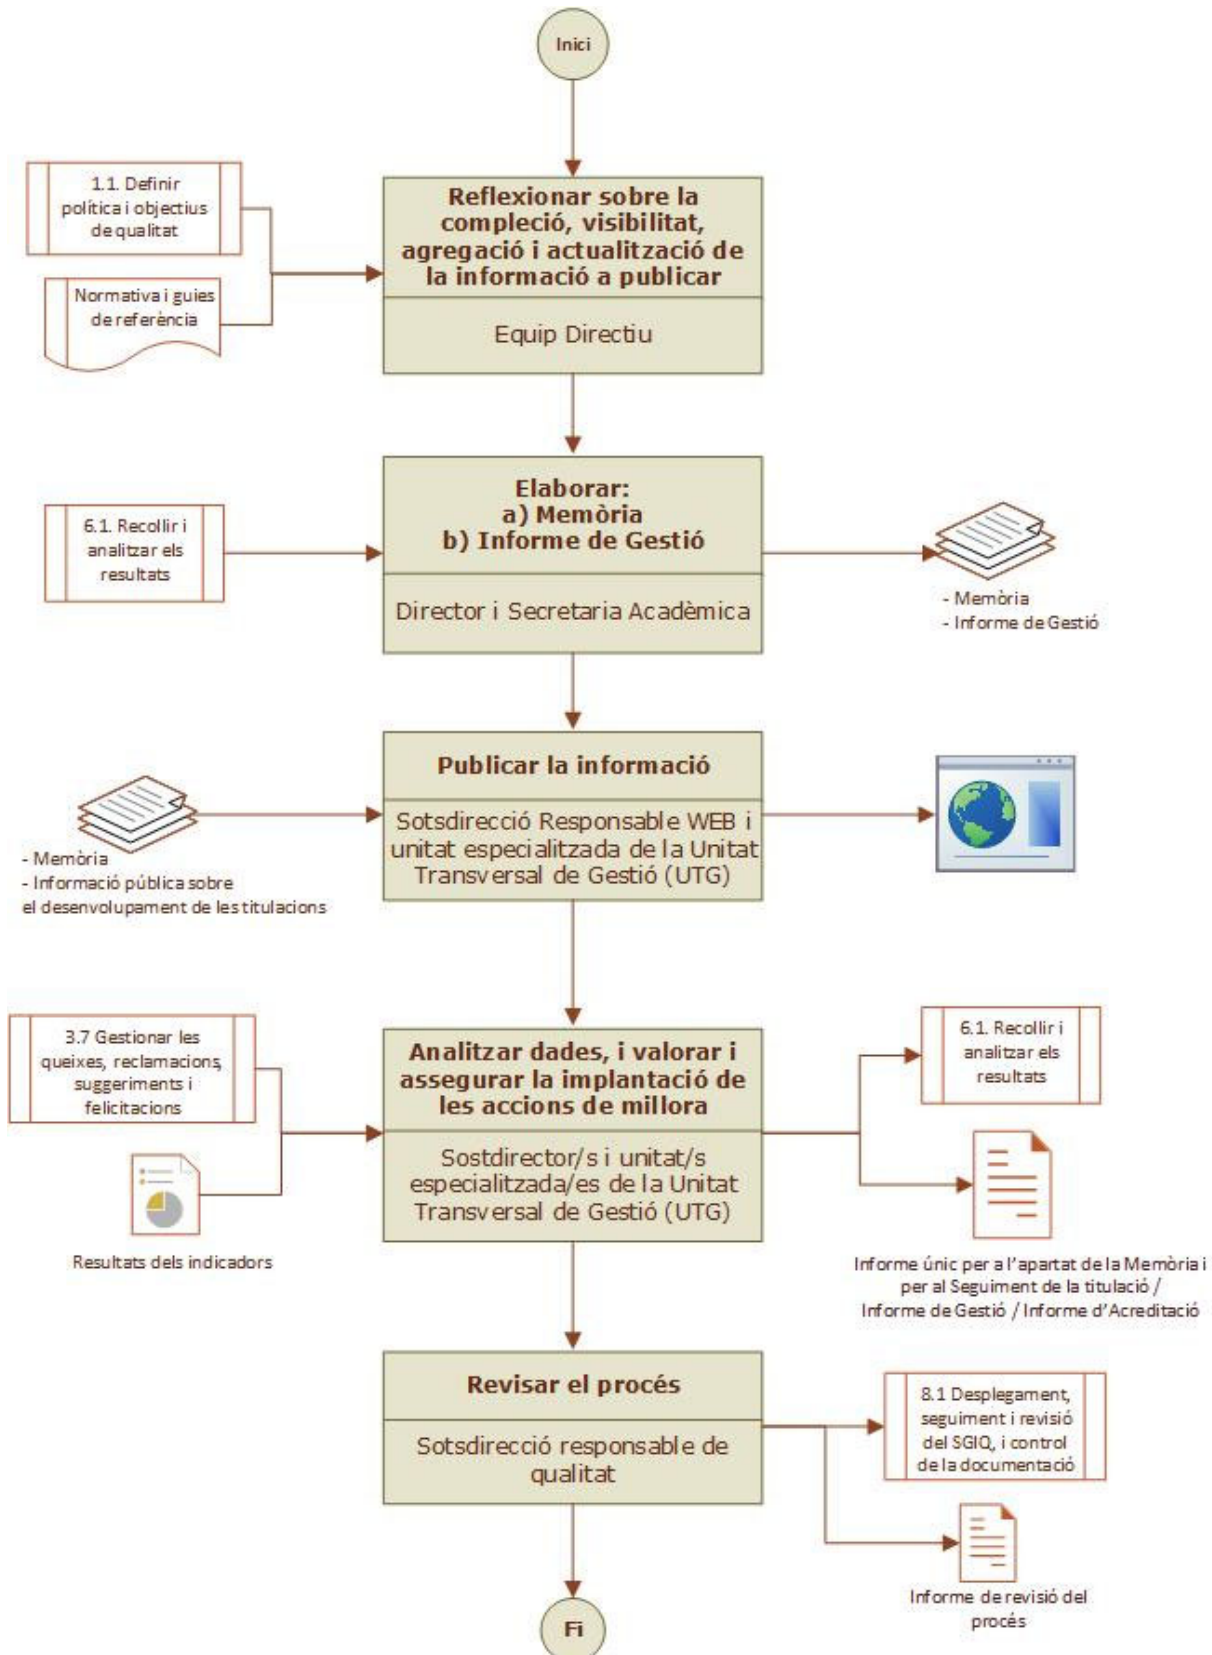 Inici
1.1. Definir
política i objectius
de qualitat
Normativa i guies
de referència
Reflexionar sobre la
compleció, visibilitat,
agregació i actualització de
la informació a publicar
Equip Directiu
6.1. Recollir i
analitzar els
resultats
Elaborar:
a) Memòria
b) Informe de Gestió
Director i Secretaria Acadèmica
- Memòria
- Informe de Gestió
- Memòria
- Informació pública sobre
el desenvolupament de les titulacions
Publicar la informació
Sotsdirecció Responsable WEB i
unitat especialitzada de la Unitat
Transversal de Gestió (UTG)
3.7 Gestionar les
queixes, reclamacions,
suggeriments i
felicitacions
Resultats dels indicadors
Analitzar dades, i valorar i
assegurar la implantació de
les accions de millora
Sostdirector/s i unitat/s
especialitzada/es de la Unitat
Transversal de Gestió (UTG)
6.1. Recollir i
analitzar els
resultats
Informe únic per a l'apartat de la Memòria i
per al Seguiment de la titulació /
Informe de Gestió / Informe d'Acreditació
Revisar el procés
Sotsdirecció responsable de
qualitat
8.1 Desplegament,
seguiment i revisió
del SGIQ, i control
de la documentació
Informe de revisió del
procés
Fi